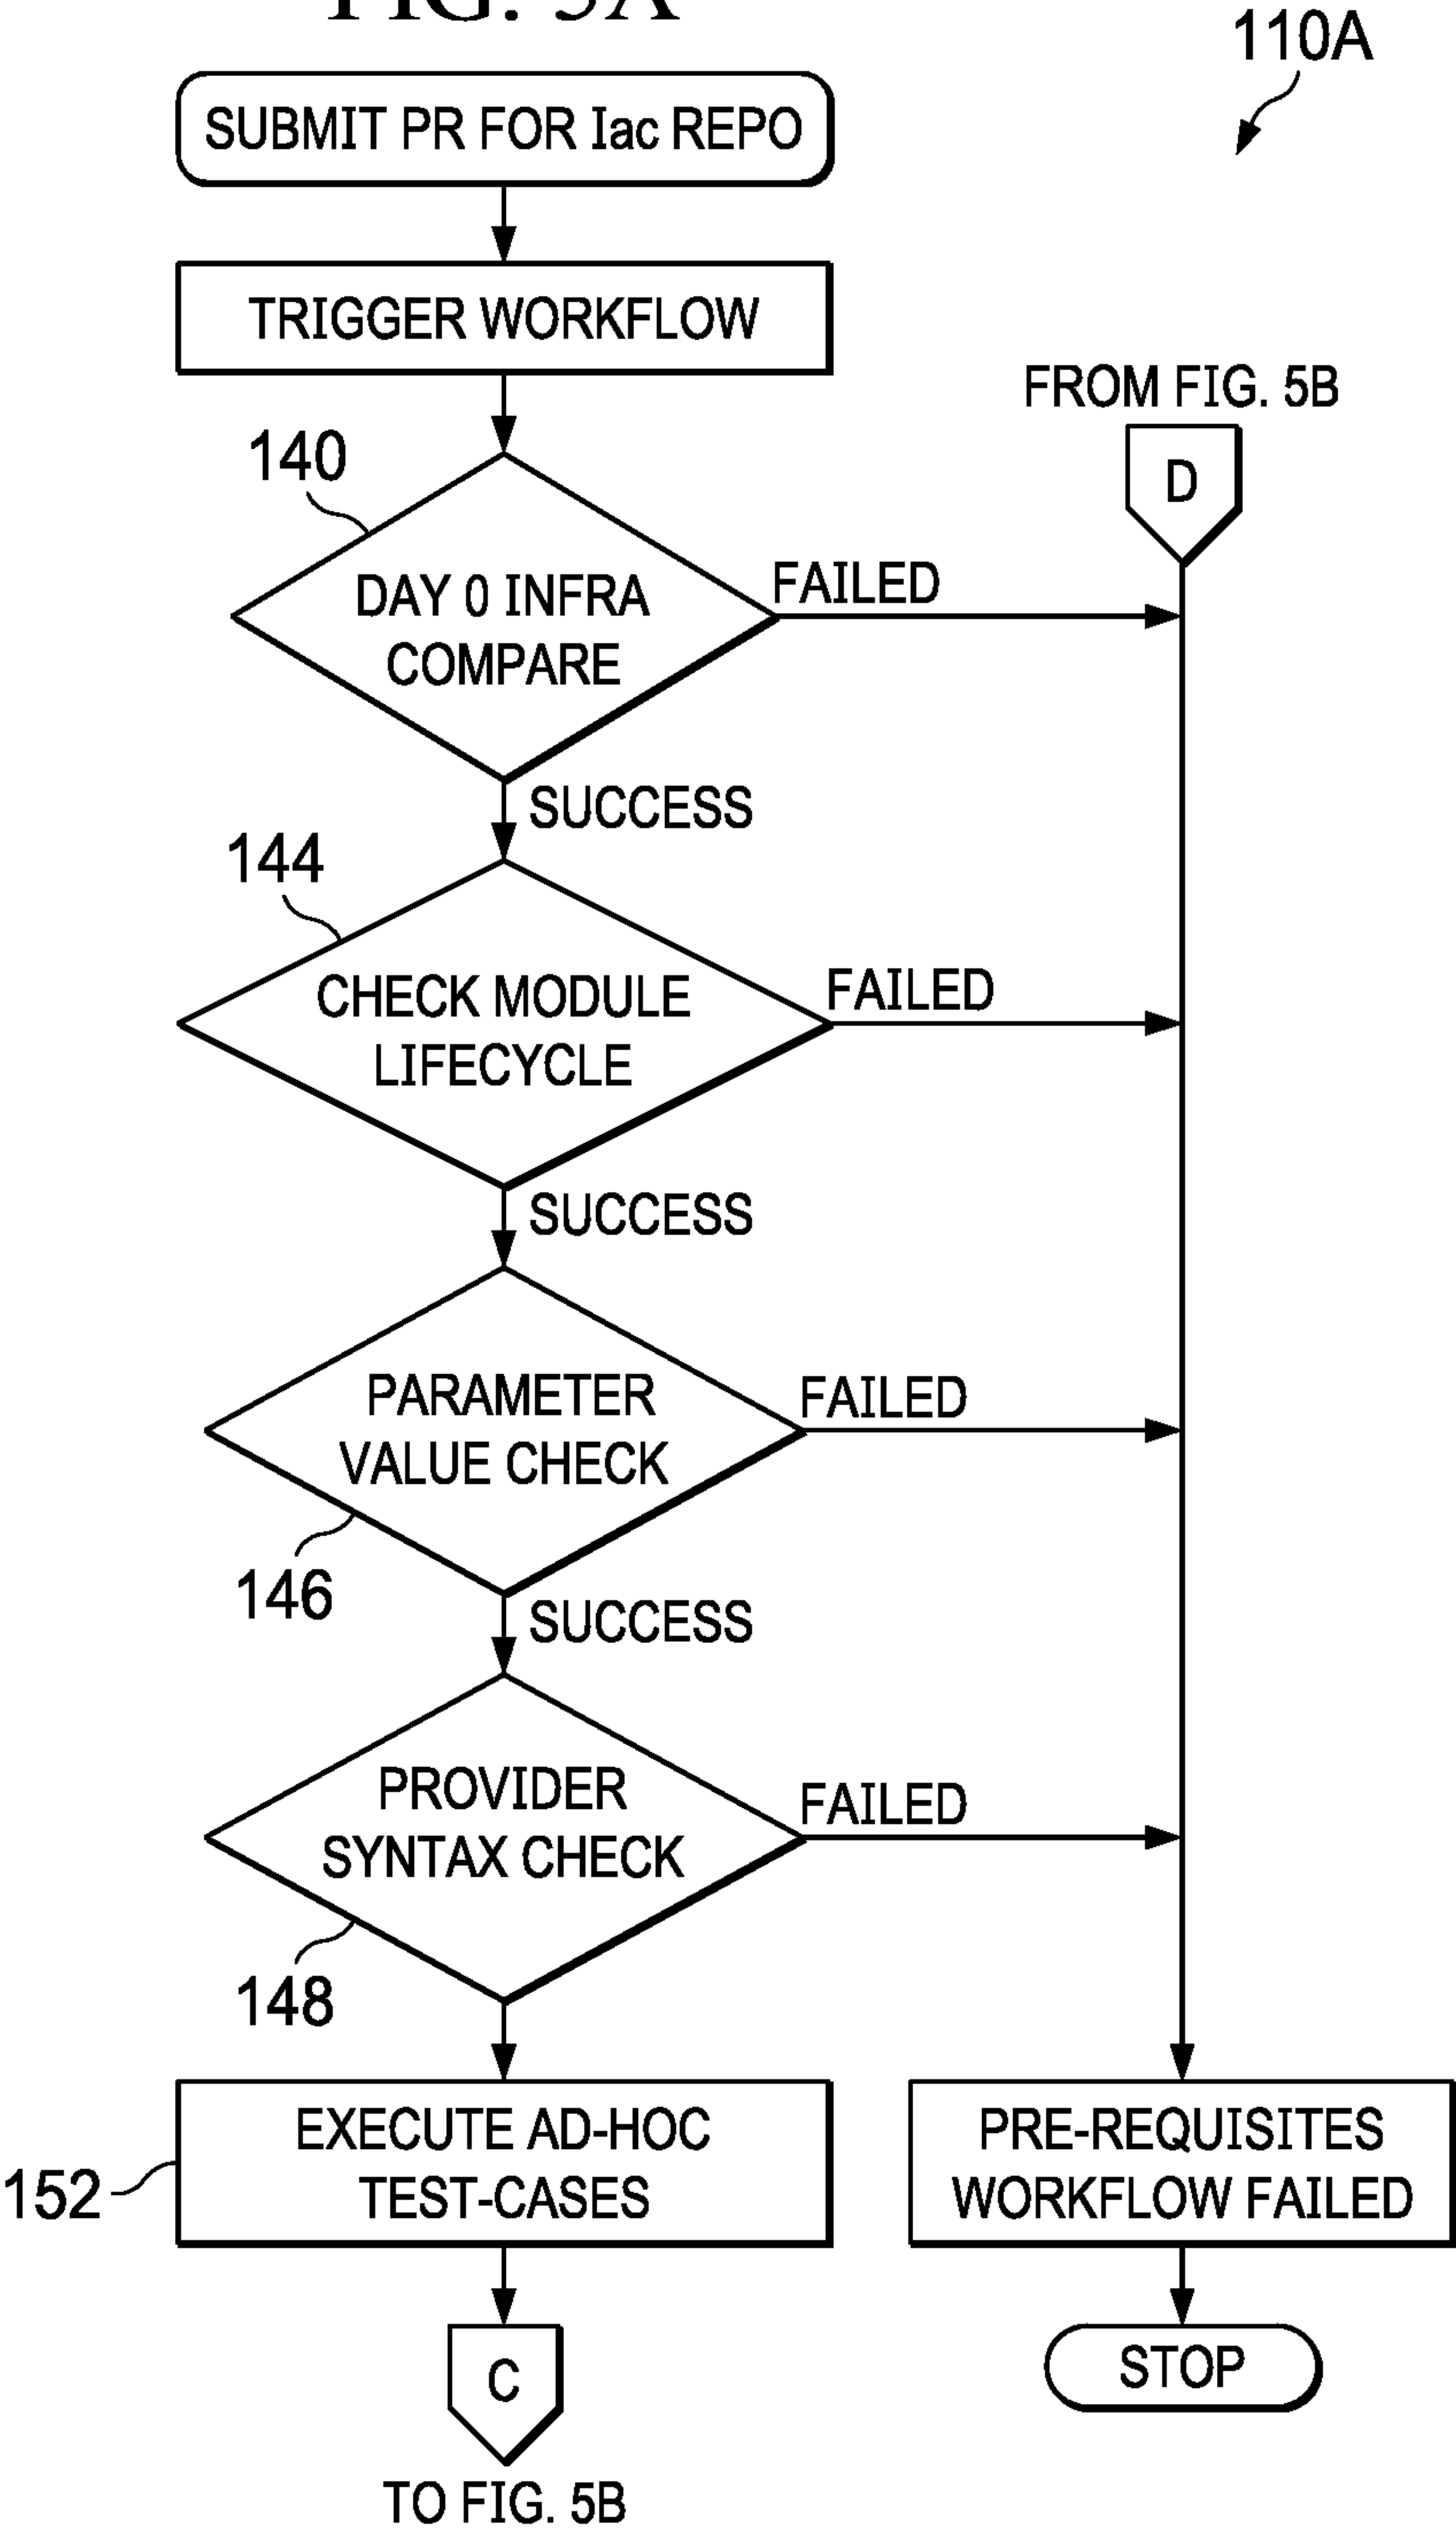 FIG. 5A
110A
SUBMIT PR FOR Iac REPO
TRIGGER WORKFLOW
FROM FIG. 5B
D
140
DAY 0 INFRA
COMPARE
FAILED
SUCCESS
144
CHECK MODULE
LIFECYCLE
FAILED
SUCCESS
PARAMETER
VALUE CHECK
FAILED
146
SUCCESS
PROVIDER
SYNTAX CHECK
FAILED
148
EXECUTE AD-HOC
TEST-CASES
152
PRE-REQUISITES
WORKFLOW FAILED
C
STOP
TO FIG. 5B